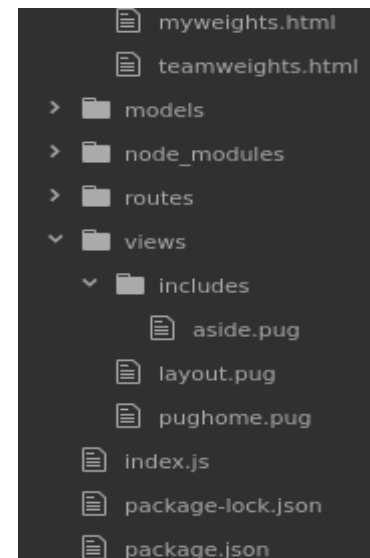 myweights.html
teamweights.html
models
node_modules
routes
views
includes
aside.pug
layout.pug
pughome.pug
index.js
package-lock.json
package.json